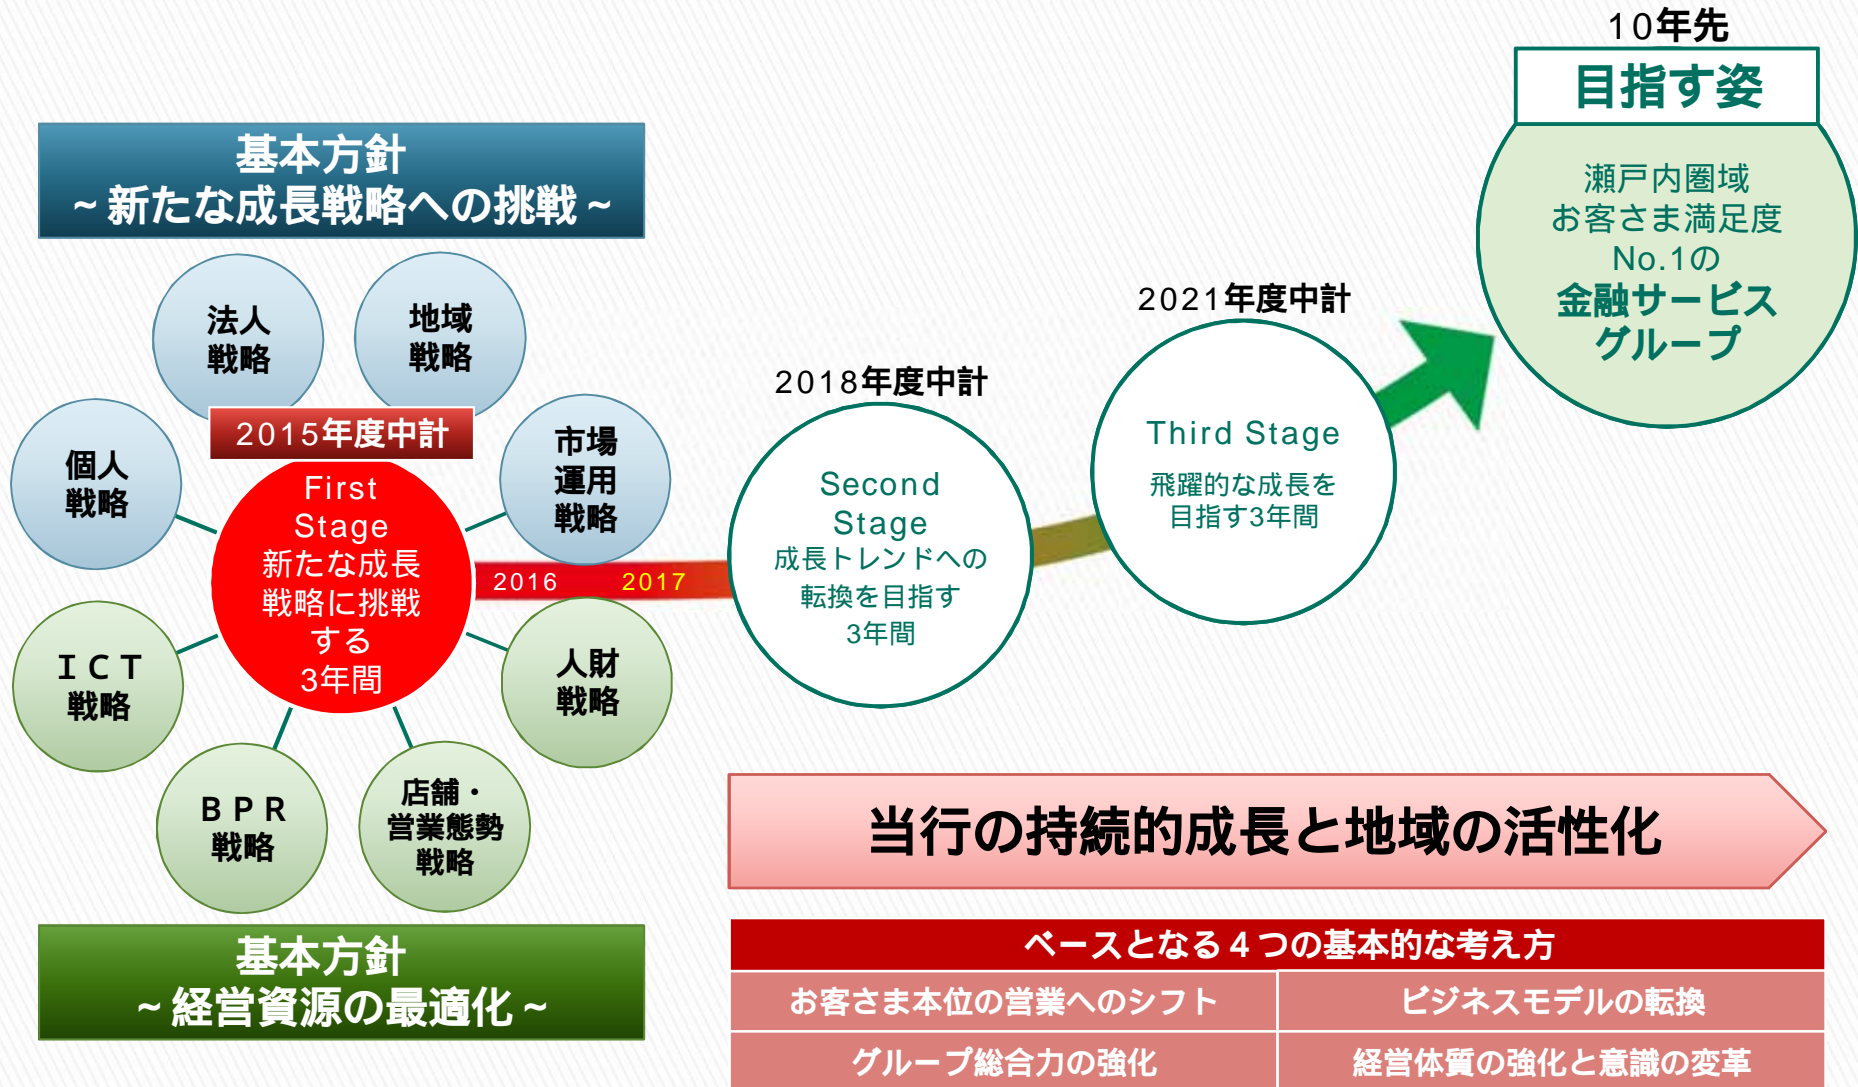 10年先
目指す姿
瀬戸内圏域
お客さま満足度
No.1の
金融サービス
グループ
基本方針
~新たな成長戦略への挑戦~
法人
戦略
地域
戦略
個人
戦略
2015年度中計
市場
運用
戦略
First
Stage
新たな成長
戦略に挑戦
する
3年間
2016
2017
ＩＣＴ
戦略
人財
戦略
ＢＰＲ
戦略
店舗・
営業態勢
戦略
基本方針
~経営資源の最適化~
2018年度中計
Second
Stage
成長トレンドへの
転換を目指す
3年間
2021年度中計
Third Stage
飛躍的な成長を
目指す3年間
当行の持続的成長と地域の活性化
ベースとなる４つの基本的な考え方
お客さま本位の営業へのシフト
ビジネスモデルの転換
グループ総合力の強化
経営体質の強化と意識の変革